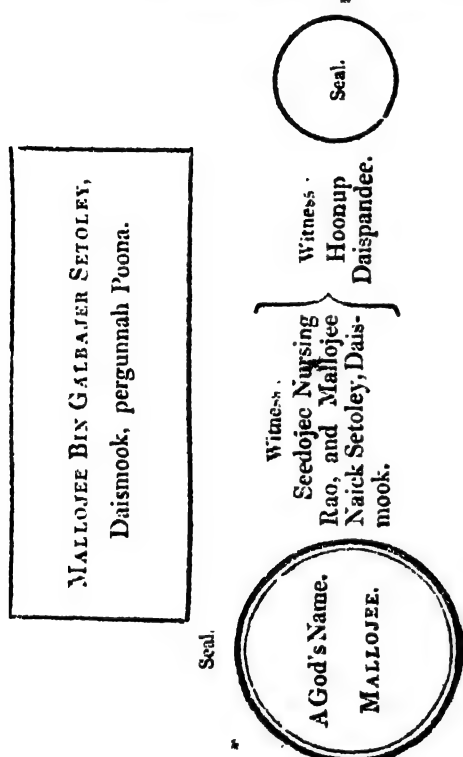 MALLOJEE BIN GALBAJER SETOLEY,
Daismook, pergunnah Poona.
Seal.
A God's Name.
MALLOJEE.
Witness.
Seedojee Nursing
Rao, and Mallojee
Naick Setoley, Dais-
mook.
Witness.
Hoonup
Daispandee.
Seal.